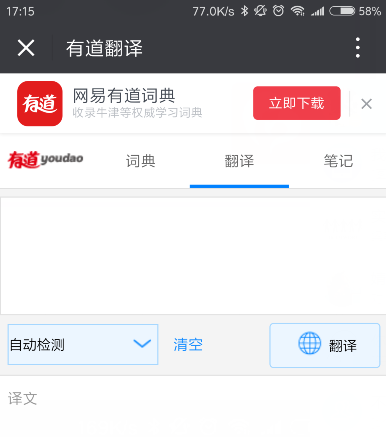 17:15 77.0K/s 58%
有道翻译
有道 网易有道词典
收录牛津等权威学习词典
立即下载
有道 youdao 词典 翻译 笔记
自动检测 清空 翻译
译文